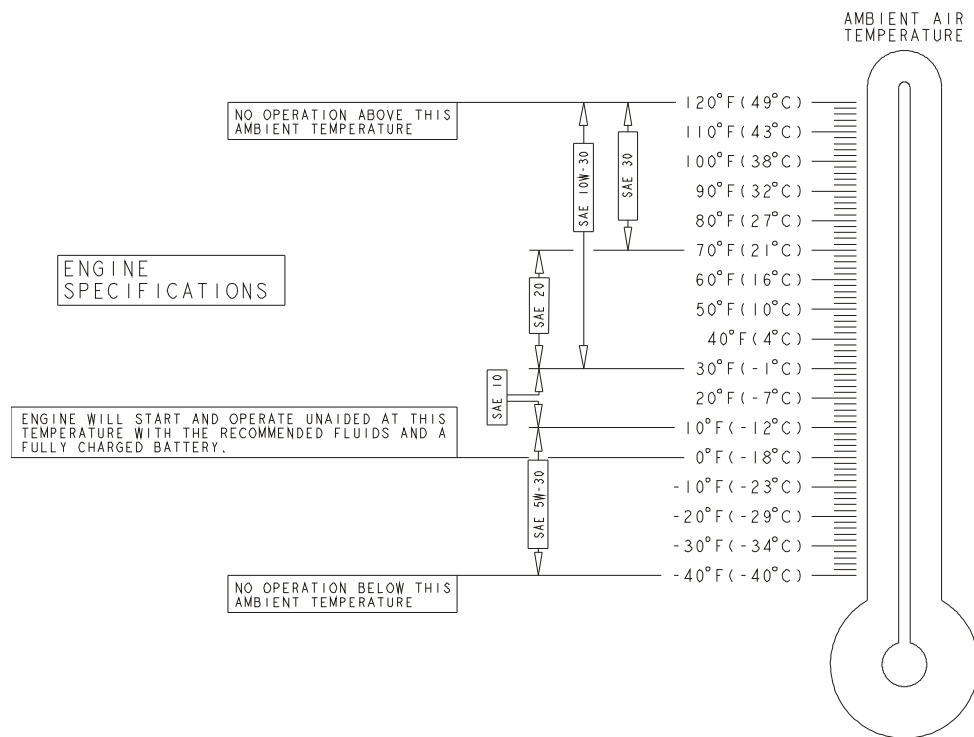 AMBIENT AIR
TEMPERATURE
NO OPERATION ABOVE THIS
AMBIENT TEMPERATURE
ENGINE
SPECIFICATIONS
ENGINE WILL START AND OPERATE UNAIDED AT THIS
TEMPERATURE WITH THE RECOMMENDED FLUIDS AND A
FULLY CHARGED BATTERY.
NO OPERATION BELOW THIS
AMBIENT TEMPERATURE
SAE 10
SAE 20
SAE 5W-30
SAE 10W-30
SAE 30
120°F(49°C)
110°F(43°C)
100°F(38°C)
90°F(32°C)
80°F(27°C)
70°F(21°C)
60°F(16°C)
50°F(10°C)
40°F(4°C)
30°F(-1°C)
20°F(-7°C)
10°F(-12°C)
0°F(-18°C)
-10°F(-23°C)
-20°F(-29°C)
-30°F(-34°C)
-40°F(-40°C)